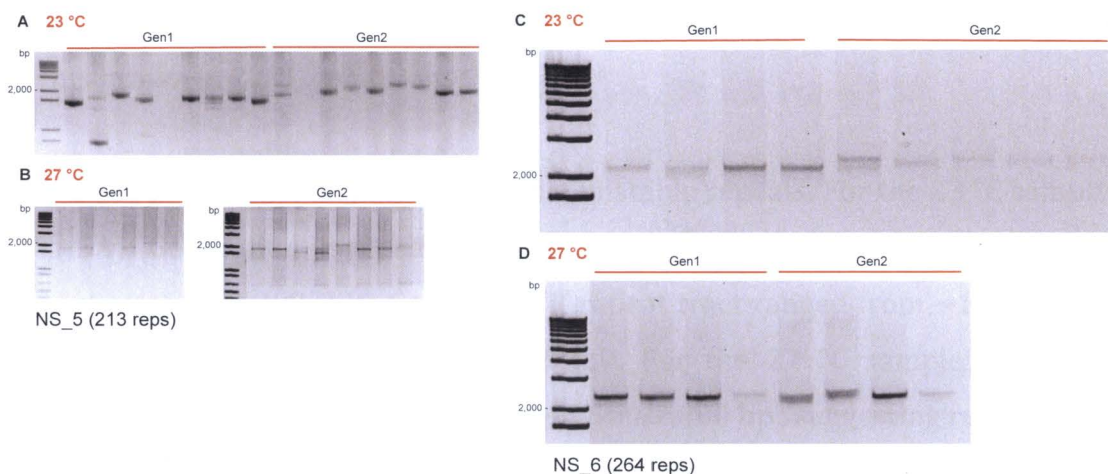 A 23 °C
Gen1 Gen2
bp
2,000
B 27 °C
Gen1 Gen2
bp bp
2,000 2,000
NS_5 (213 reps)
C 23 °C
Gen1 Gen2
bp
2,000
D 27 °C
Gen1 Gen2
bp
2,000
NS_6 (264 reps)